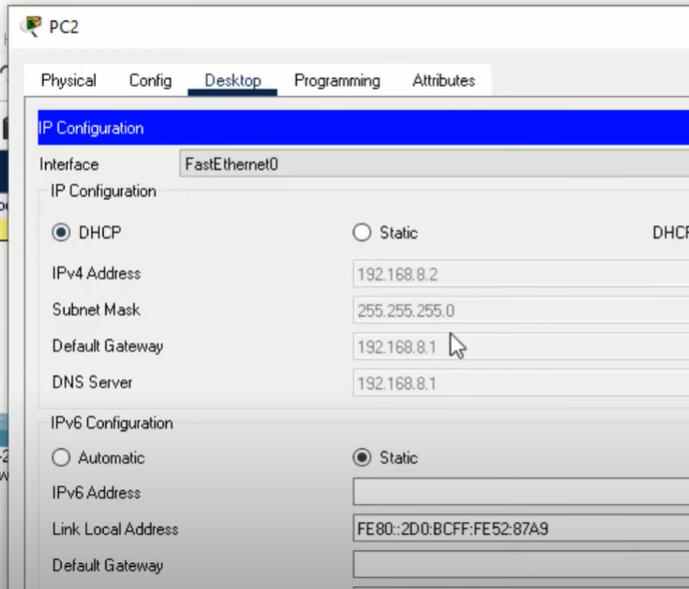 PC2
Physical Config Desktop Programming Attributes
IP Configuration
Interface FastEthernet0
IP Configuration
DHCP Static DHCP
IPv4 Address 192.168.8.2
Subnet Mask 255.255.255.0
Default Gateway 192.168.8.1
DNS Server 192.168.8.1
IPv6 Configuration
Automatic Static
IPv6 Address
Link Local Address FE80::2D0:BCFF:FE52:87A9
Default Gateway